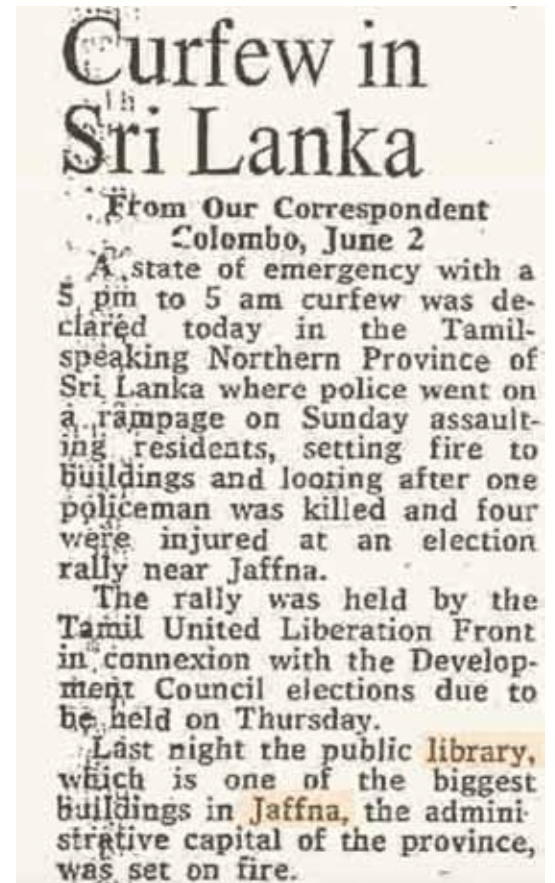 Curfew in
Sri Lanka
From Our Correspondent
Colombo, June 2
A state of emergency with a
5 pm to 5 am curfew was de-
clared today in the Tamil-
speaking Northern Province of
Sri Lanka where police went on
a rampage on Sunday assault-
ing residents, setting fire to
buildings and looting after one
policeman was killed and four
were injured at an election
rally near Jaffna.
The rally was held by the
Tamil United Liberation Front
in connexion with the Develop-
ment Council elections due to
be held on Thursday.
Last night the public library,
which is one of the biggest
buildings in Jaffna, the admini-
strative capital of the province,
was set on fire.